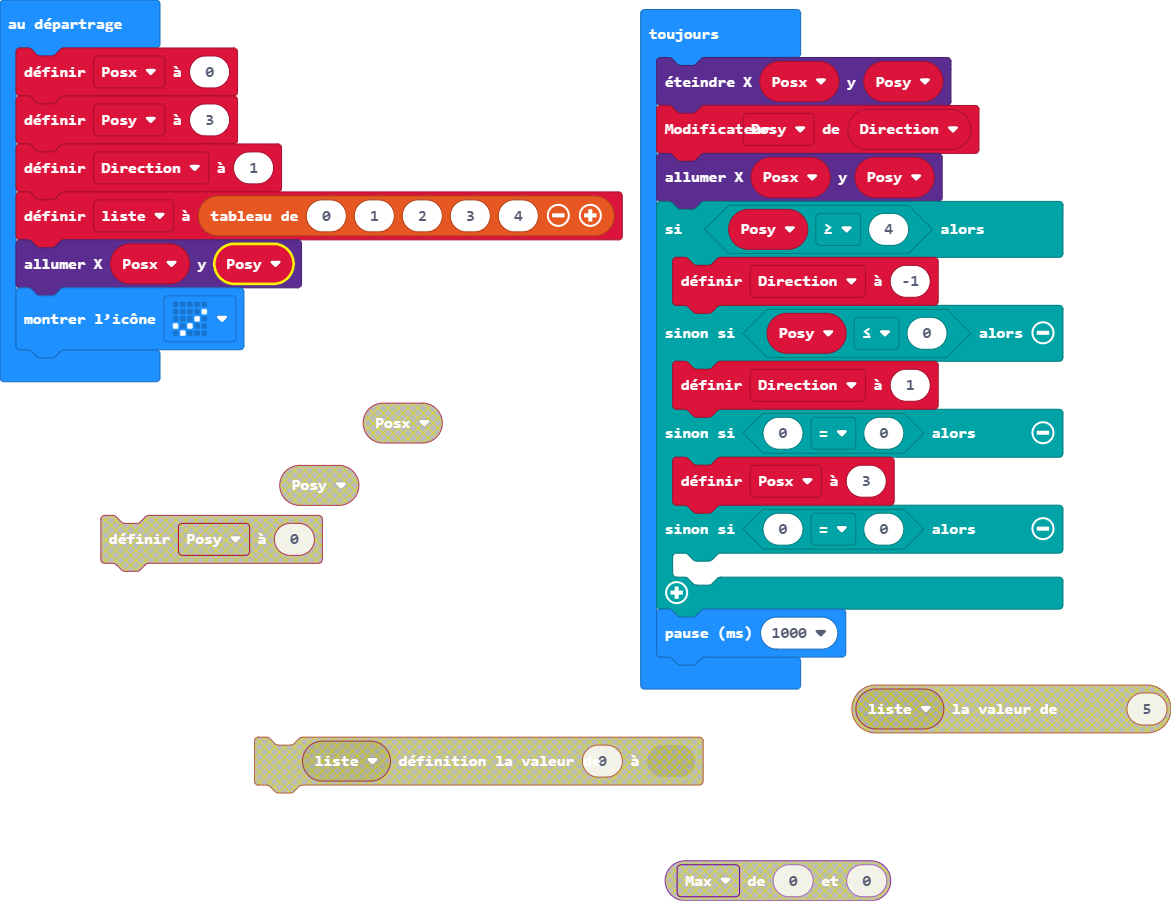 au départrage
définir Posx à 0
définir Posy à 3
définir Direction à 1
définir liste à tableau de 0 1 2 3 4
allumer X Posx y Posy
montrer l'icône
Posx
Posy
définir Posy à 0
liste définition la valeur de 0 à
toujours
éteindre X Posx y Posy
Modificateur Posy de Direction
allumer X Posx y Posy
si Posy ≥ 4 alors
définir Direction à -1
sinon si Posy ≤ 0 alors
définir Direction à 1
sinon si 0 = 0 alors
définir Posx à 3
sinon si 0 = 0 alors
pause (ms) 1000
liste la valeur de 5
Max de 0 et 0